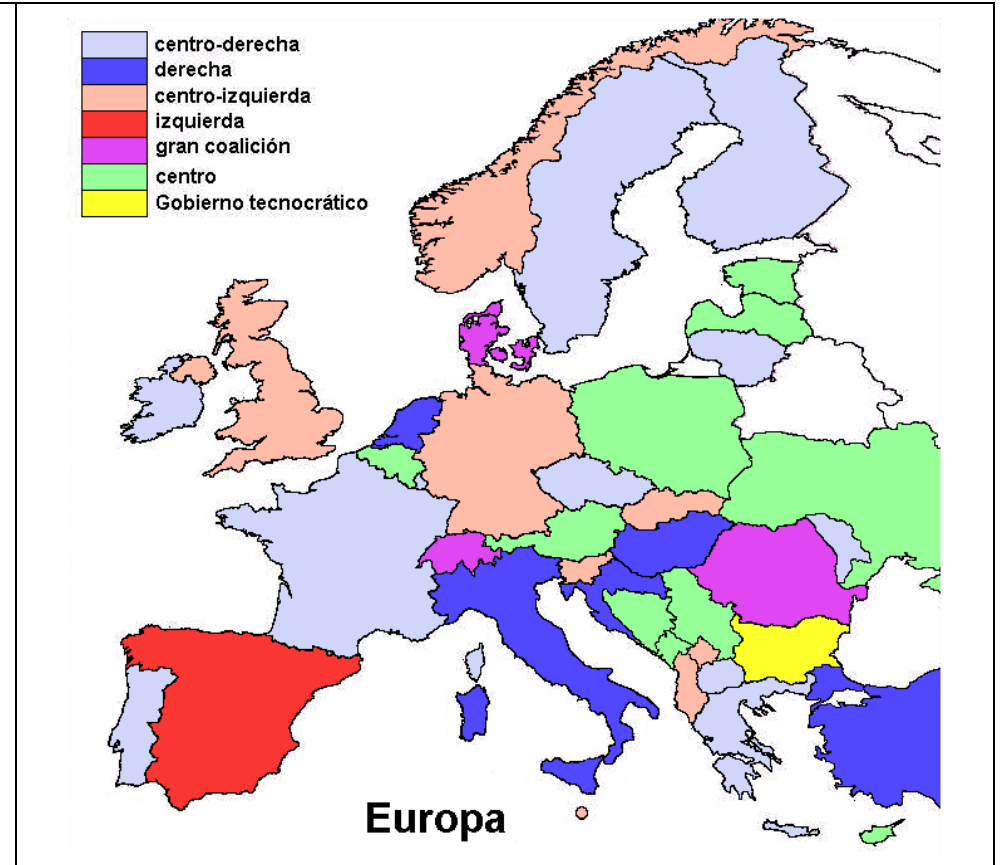 centro-derecha
derecha
centro-izquierda
izquierda
gran coalición
centro
Gobierno tecnocrático
Europa